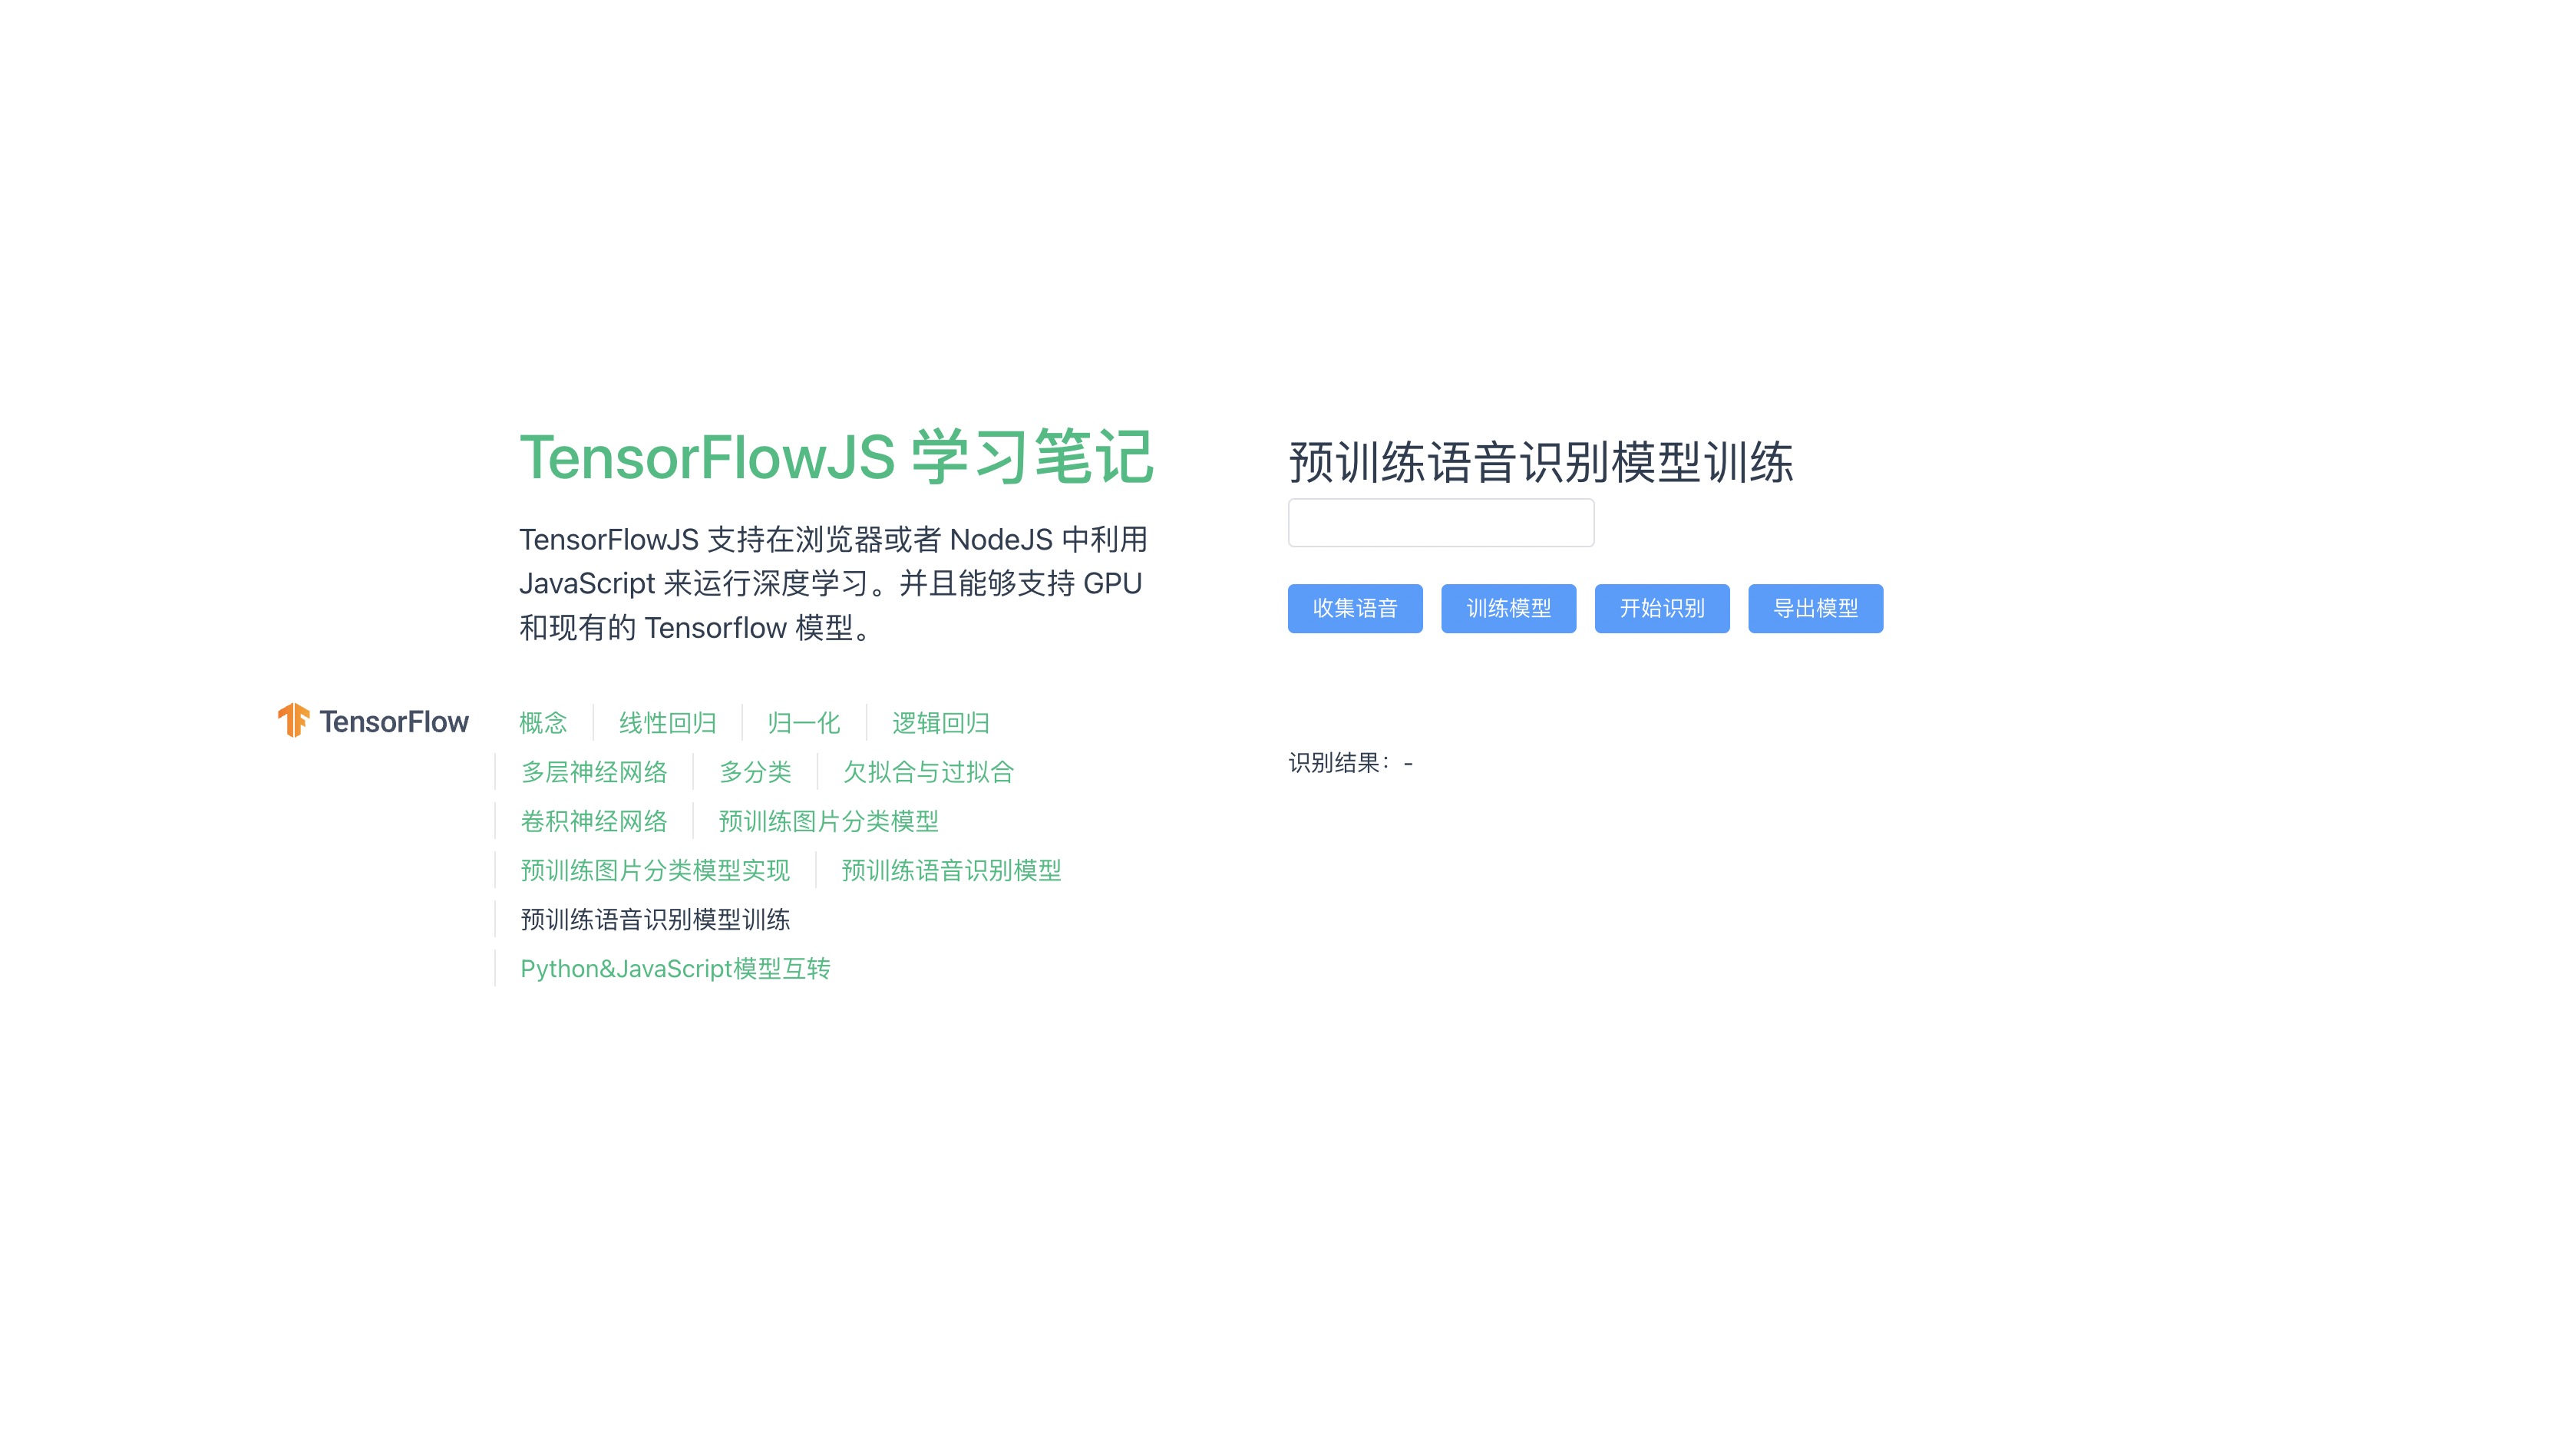 TensorFlowJS 学习笔记
TensorFlowJS 支持在浏览器或者 NodeJS 中利用
JavaScript 来运行深度学习。并且能够支持 GPU
和现有的 Tensorflow 模型。
TensorFlow
概念 线性回归 归一化 逻辑回归
多层神经网络 多分类 欠拟合与过拟合
卷积神经网络 预训练图片分类模型
预训练图片分类模型实现 预训练语音识别模型
预训练语音识别模型训练
Python&JavaScript模型互转
预训练语音识别模型训练
收集语音 训练模型 开始识别 导出模型
识别结果：-